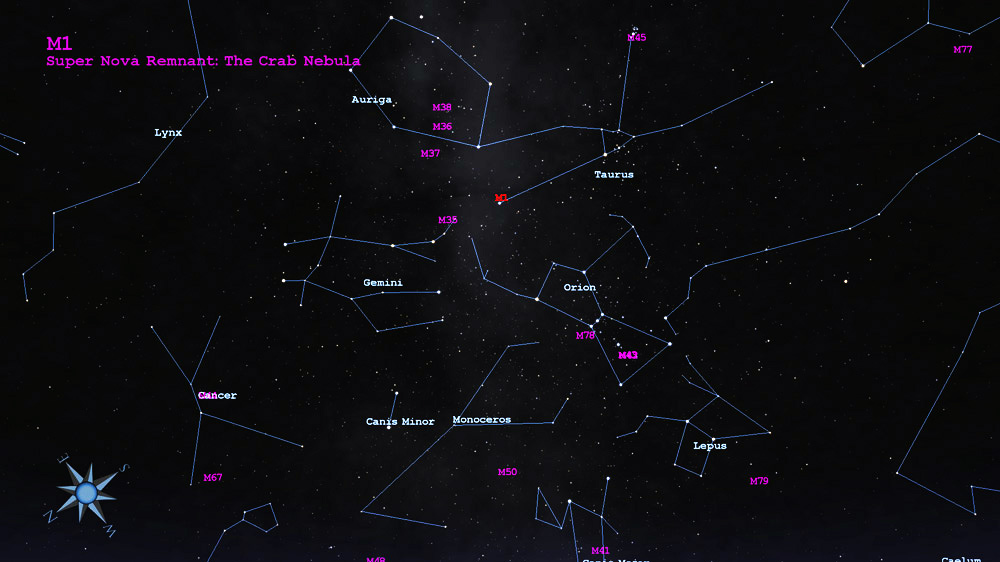 M1
Super Nova Remnant: The Crab Nebula
M45
M77
Auriga
M38
M36
Lynx
M37
Taurus
M1
M35
Gemini
Orion
M78
M43
Cancer
Canis Minor
Monoceros
Lepus
M50
M67
M79
E
S
N
W
M41
M48
Canis Major
Caelum